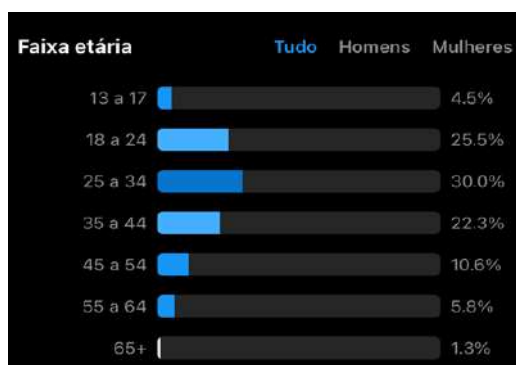 Faixa etária Tudo Homens Mulheres
13 a 17 4.5%
18 a 24 25.5%
25 a 34 30.0%
35 a 44 22.3%
45 a 54 10.6%
55 a 64 5.8%
65+ 1.3%